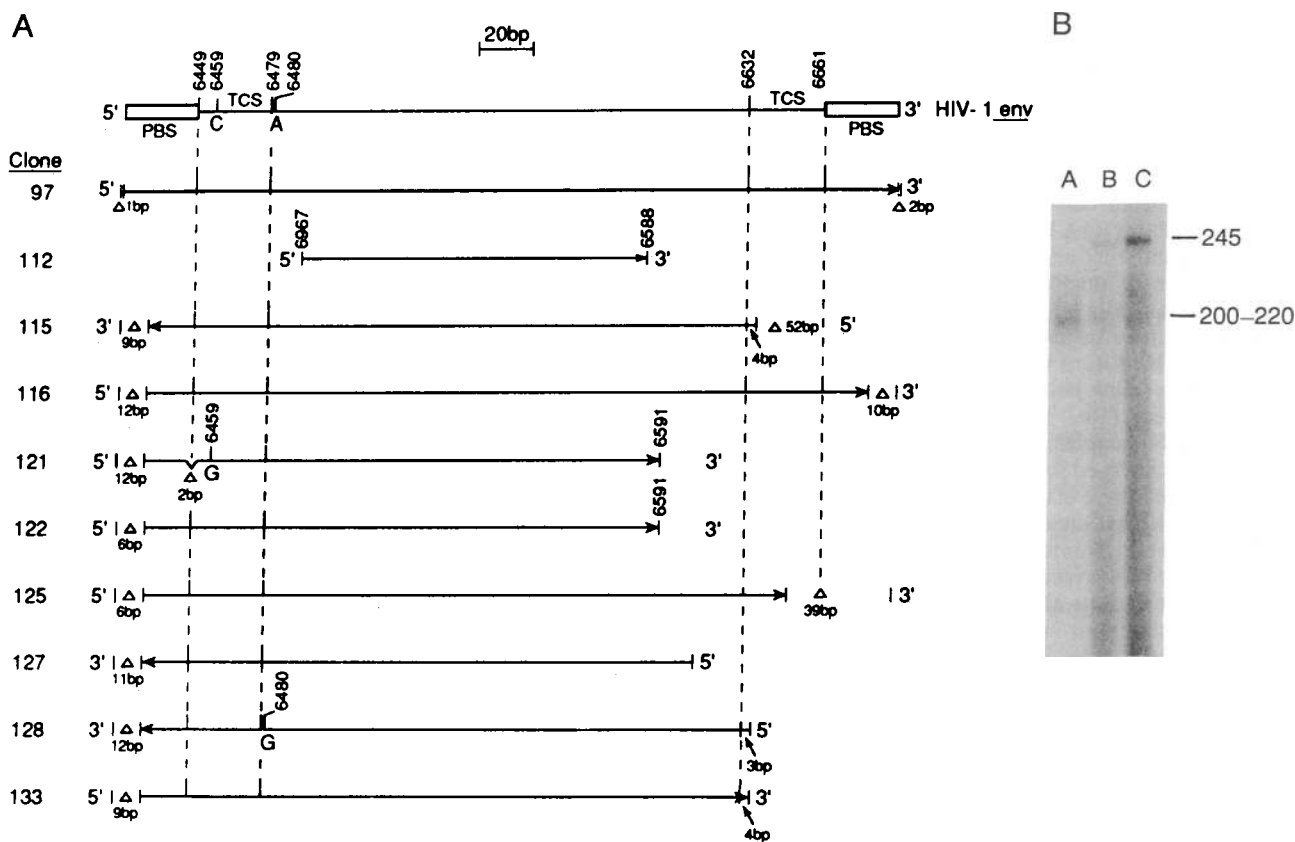 A
B
20bp
6449
6459
6479
6480
6632
6661
TCS
TCS
5'
3'
HIV-1 env
PBS
C
A
PBS
Clone
97
5'
3'
△ 1bp
△ 2bp
6967
6588
112
5'
3'
115
3'
△
9bp
4bp
△ 52bp
5'
116
5'
△
12bp
△
10bp
3'
6459
6591
121
5'
△
12bp
△
2bp
G
3'
6591
122
5'
△
6bp
3'
125
5'
△
6bp
△
39bp
3'
127
3'
△
11bp
5'
6480
128
3'
△
12bp
G
5'
3bp
133
5'
△
9bp
3'
4bp
A B C
245
200–220